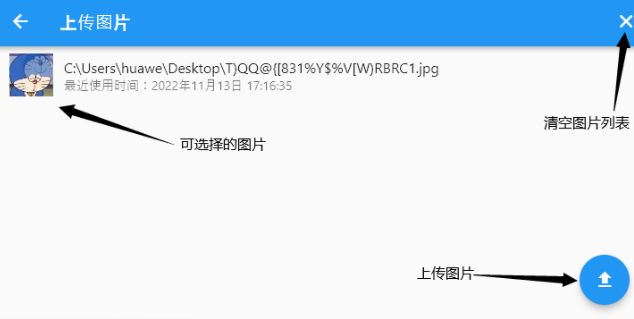 上传图片
C:\Users\huawe\Desktop\T)QQ@{[831%Y$%V[W)RBRC1.jpg
最近使用时间：2022年11月13日 17:16:35
清空图片列表
可选择的图片
上传图片